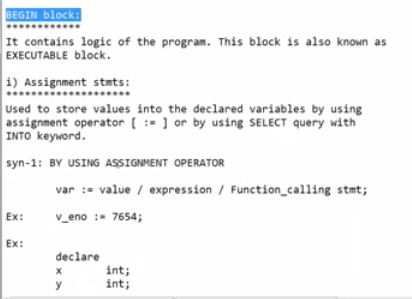 BEGIN block:
************
It contains logic of the program. This block is also known as
EXECUTABLE block.
i) Assignment stmts:
********************
Used to store values into the declared variables by using
assignment operator [ := ] or by using SELECT query with
INTO keyword.
syn-1: BY USING ASSIGNMENT OPERATOR
var := value / expression / Function_calling stmt;
Ex: v_eno := 7654;
Ex:
declare
x int;
y int;